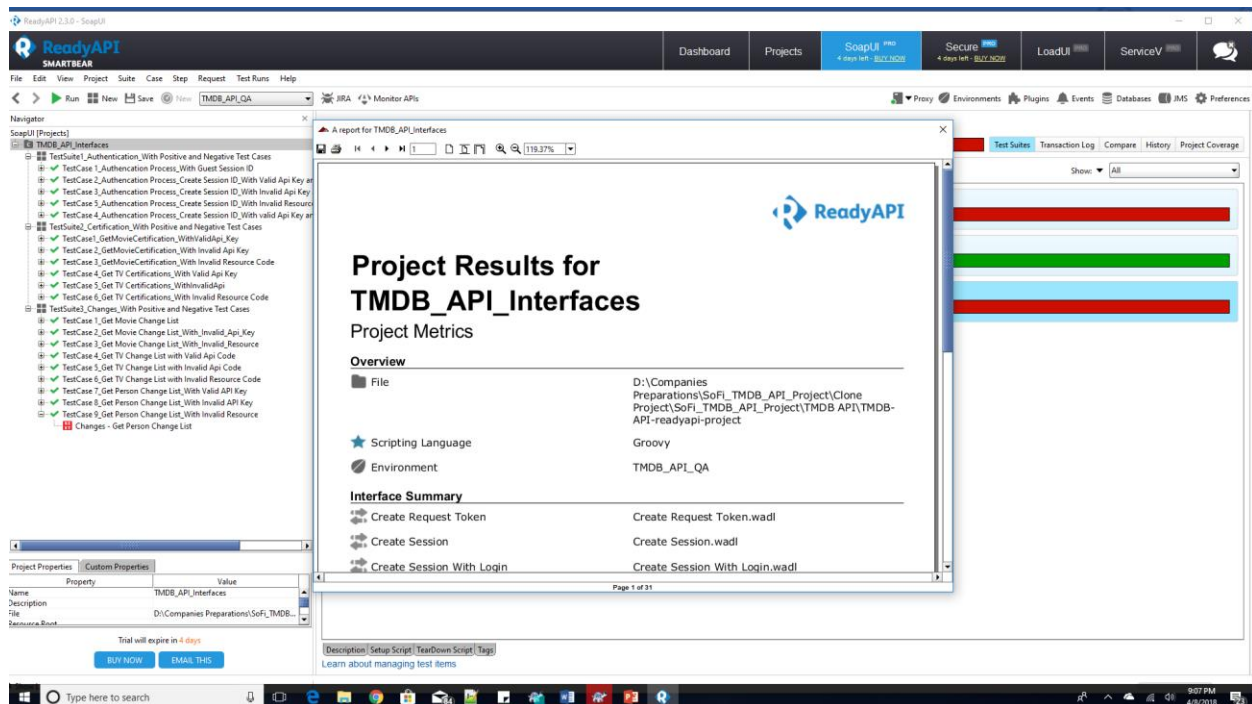 ReadyAPI 2.3.0 - SoapUI
ReadyAPI
SMARTBEAR
Dashboard Projects SoapUI PRO 4 days left - BUY NOW Secure PRO 4 days left - BUY NOW LoadUI ServiceV
File Edit View Project Suite Case Step Request Test Runs Help
Run New Save New TMDB_API_QA JIRA Monitor APIs Proxy Environments Plugins Events Databases JMS Preferences
Navigator
SoapUI [Projects]
TMDB_API_Interfaces
TestSuite1_Authentication_With Positive and Negative Test Cases
TestCase 1_Authencation Process_With Guest Session ID
TestCase 2_Authencation Process_Create Session ID_With Valid Api Key ar
TestCase 3_Authencation Process_Create Session ID_With Invalid Api Key
TestCase 5_Authencation Process_Create Session ID_With Invalid Resource
TestCase 4_Authencation Process_Create Session ID_With valid Api Key ar
TestSuite2_Certification_With Positive and Negative Test Cases
TestCase1_GetMovieCertification_WithValidApi_Key
TestCase 2_GetMovieCertification_With Invalid Api Key
TestCase 3_GetMovieCertification_With Invalid Resource Code
TestCase 4_Get TV Certifications_With Valid Api Key
TestCase 5_Get TV Certifications_WithInvalidApi
TestCase 6_Get TV Certifications_With Invalid Resource Code
TestSuite3_Changes_With Positive and Negative Test Cases
TestCase 1_Get Movie Change List
TestCase 2_Get Movie Change List_With_Invalid_Api_Key
TestCase 3_Get Movie Change List_With_Invalid_Resource
TestCase 4_Get TV Change List with Valid Api Code
TestCase 5_Get TV Change List with Invalid Api Code
TestCase 6_Get TV Change List with Invalid Resource Code
TestCase 7_Get Person Change List_With Valid API Key
TestCase 8_Get Person Change List_With Invalid API Key
TestCase 9_Get Person Change List_With Invalid Resource
Changes - Get Person Change List
A report for TMDB_API_Interfaces
1 119.37%
Test Suites Transaction Log Compare History Project Coverage
Show: All
ReadyAPI
Project Results for
TMDB_API_Interfaces
Project Metrics
Overview
File D:\Companies
Preparations\SoFi_TMDB_API_Project\Clone
Project\SoFi_TMDB_API_Project\TMDB API\TMDB-
API-readyapi-project
Scripting Language Groovy
Environment TMDB_API_QA
Interface Summary
Create Request Token Create Request Token.wadl
Create Session Create Session.wadl
Create Session With Login Create Session With Login.wadl
Page 1 of 31
Project Properties Custom Properties
Property Value
Name TMDB_API_Interfaces
Description
File D:\Companies Preparations\SoFi_TMDB...
Resource Root
Trial will expire in 4 days
BUY NOW EMAIL THIS
Description Setup Script TearDown Script Tags
Learn about managing test items
Type here to search
9:07 PM
4/8/2018